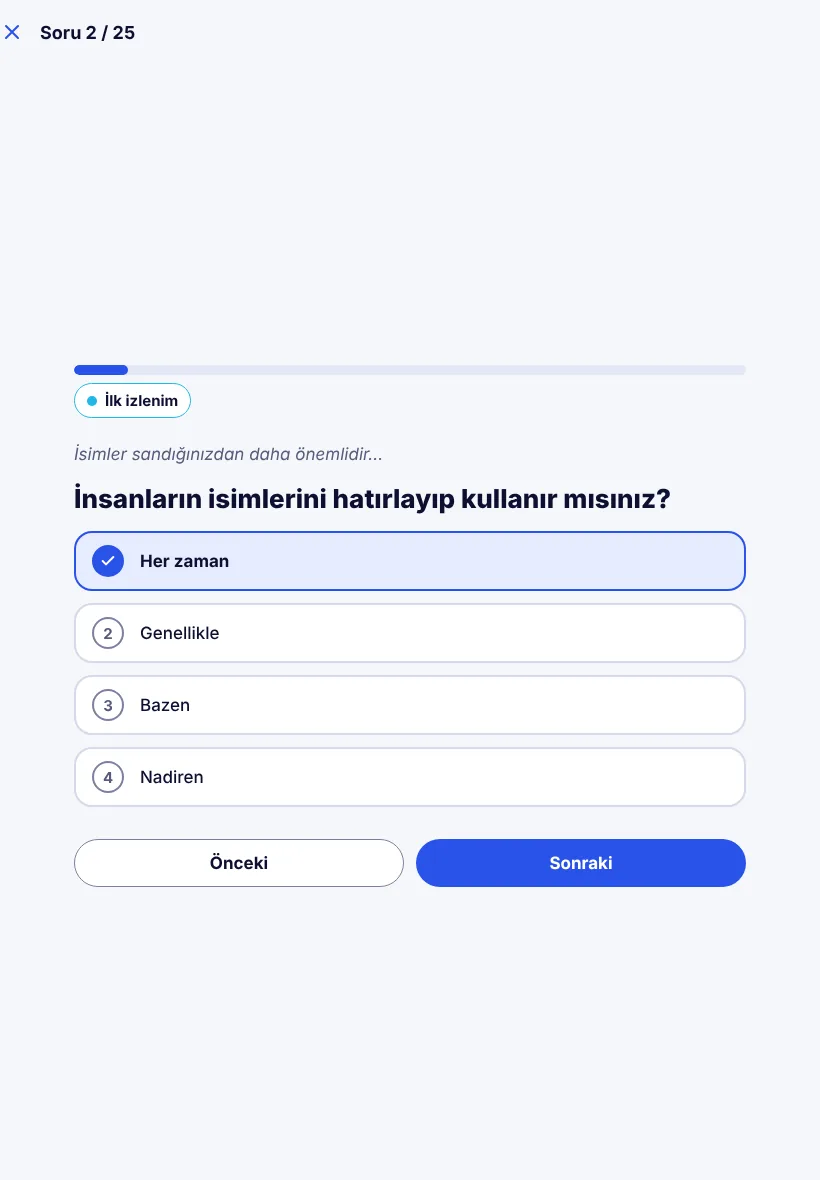 Soru 2 / 25
İlk izlenim
İsimler sandığınızdan daha önemlidir...
İnsanların isimlerini hatırlayıp kullanır mısınız?
Her zaman
2 Genellikle
3 Bazen
4 Nadiren
Önceki
Sonraki